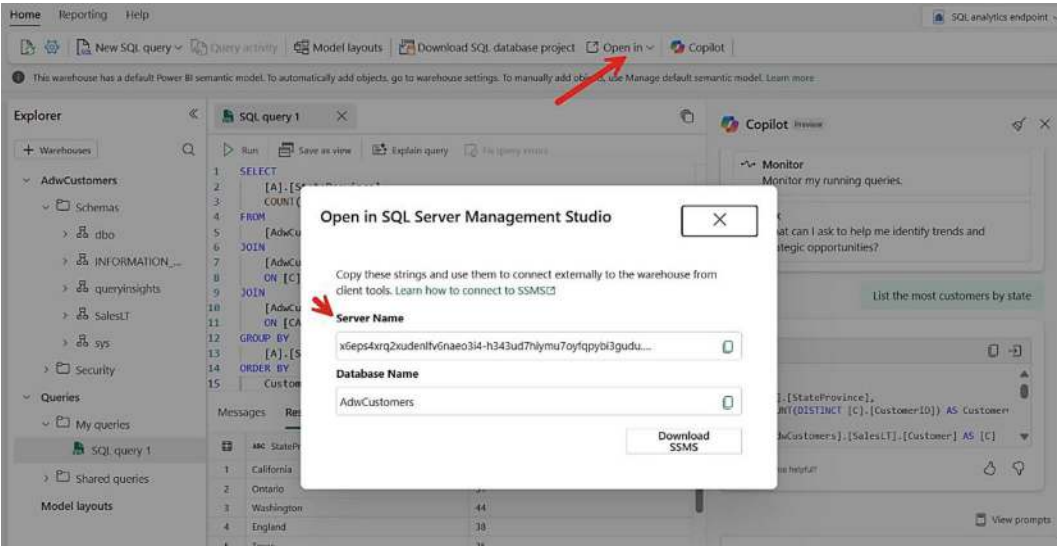 Home Reporting Help
SQL analytics endpoint
New SQL query Query activity Model layouts Download SQL database project Open in Copilot
This warehouse has a default Power BI semantic model. To automatically add objects, go to warehouse settings. To manually add objects, use Manage default semantic model. Learn more
Explorer
+ Warehouses
AdwCustomers
Schemas
dbo
INFORMATION_...
queryinsights
SalesLT
sys
Security
Queries
My queries
SQL query 1
Shared queries
Model layouts
SQL query 1
Run Save as view Explain query Fix query errors
1 SELECT
2 [A].[StateProvince]
3 COUNT(
4 FROM
5 [AdwCu
6 JOIN
7 [AdwCu
8 ON [C]
9 JOIN
10 [AdwCu
11 ON [CA
12 GROUP BY
13 [A].[S
14 ORDER BY
15 Custom
Messages Res
ABC StatePr
1 California
2 Ontario
3 Washington 44
4 England 38
Open in SQL Server Management Studio
Copy these strings and use them to connect externally to the warehouse from
client tools. Learn how to connect to SSMS
Server Name
x6eps4xrq2xudenlfv6naeo3i4-h343ud7hiymu7oyfqpybi3gudu....
Database Name
AdwCustomers
Download
SSMS
Copilot Preview
Monitor
Monitor my running queries.
at can I ask to help me identify trends and
tegic opportunities?
List the most customers by state
].[StateProvince],
UNT(DISTINCT [C].[CustomerID]) AS Customer
dwCustomers].[SalesLT].[Customer] AS [C]
helpful?
View prompts